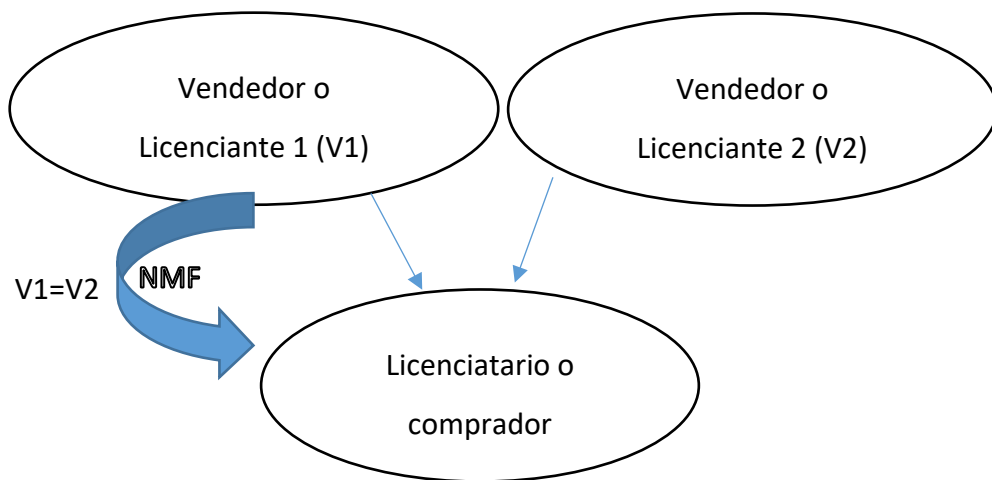 Vendedor o
Licenciante 1 (V1)
Vendedor o
Licenciante 2 (V2)
V1=V2
NMF
Licenciatario o
comprador